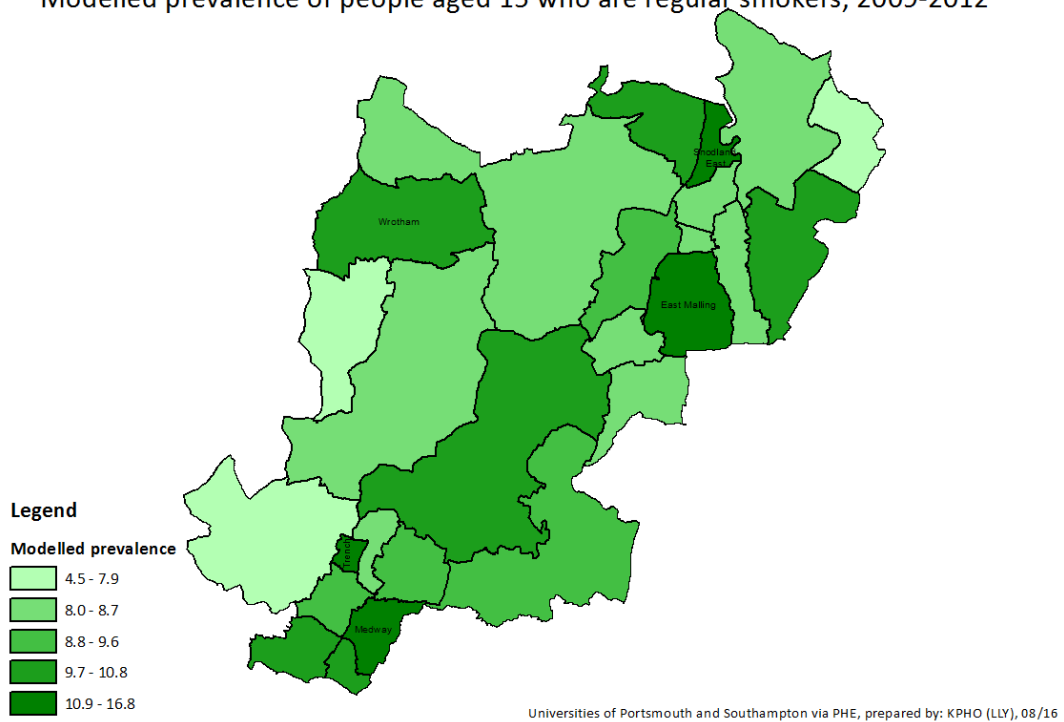 Modelled prevalence of people aged 15 who are regular smokers, 2009-2012
Snodland
East
Wrotham
East Malling
Trench
Medway
Legend
Modelled prevalence
4.5 - 7.9
8.0 - 8.7
8.8 - 9.6
9.7 - 10.8
10.9 - 16.8
Universities of Portsmouth and Southampton via PHE, prepared by: KPHO (LLY), 08/16